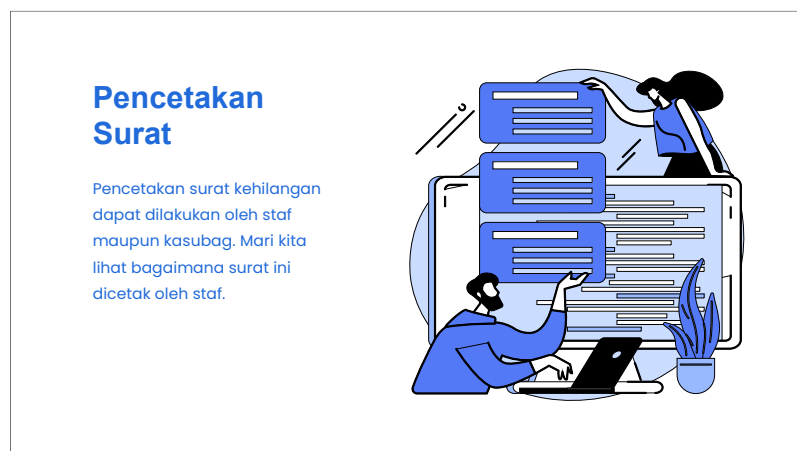 Pencetakan
Surat
Pencetakan surat kehilangan
dapat dilakukan oleh staf
maupun kasubag. Mari kita
lihat bagaimana surat ini
dicetak oleh staf.